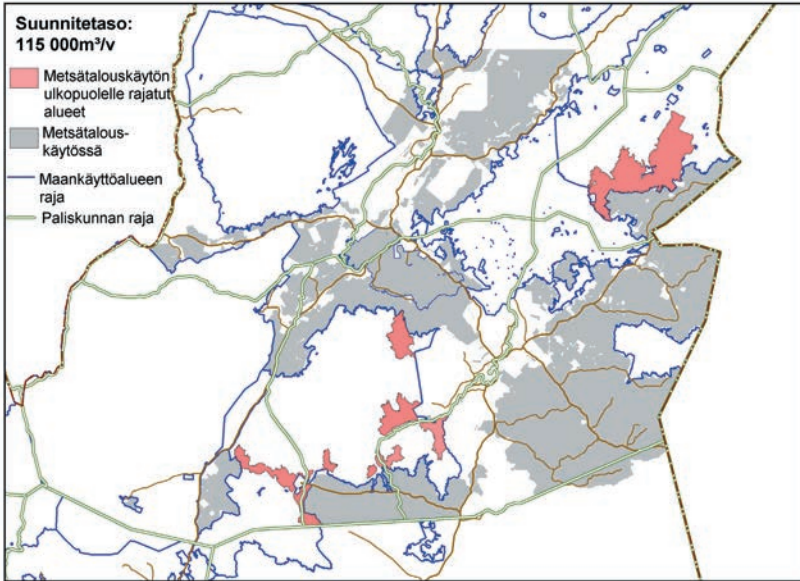 Suunnitetaso:
115 000m³/v
Metsätalouskäytön
ulkopuolelle rajatut
alueet
Metsätalous-
käytössä
Maankäyttöalueen
raja
Paliskunnan raja